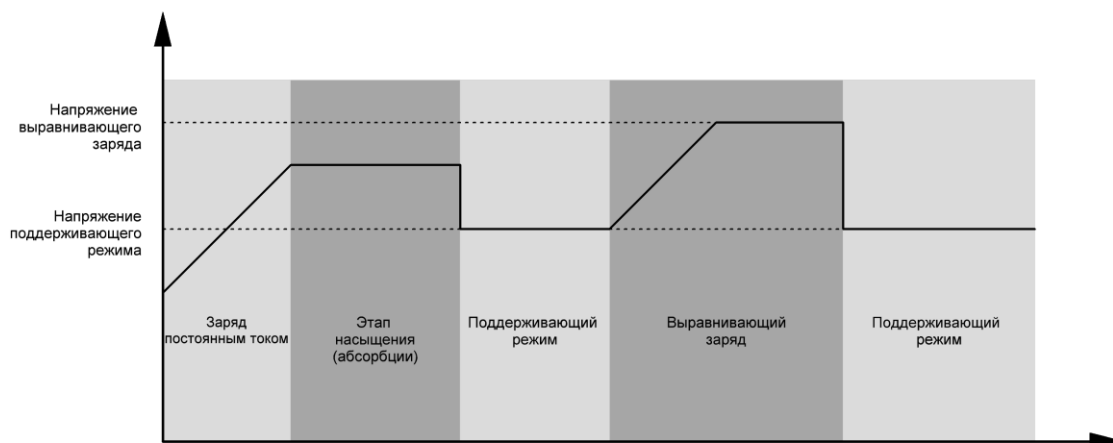 Напряжение
выравнивающего
заряда
Напряжение
поддерживающего
режима
Заряд
постоянным током
Этап
насыщения
(абсорбции)
Поддерживающий
режим
Выравнивающий
заряд
Поддерживающий
режим